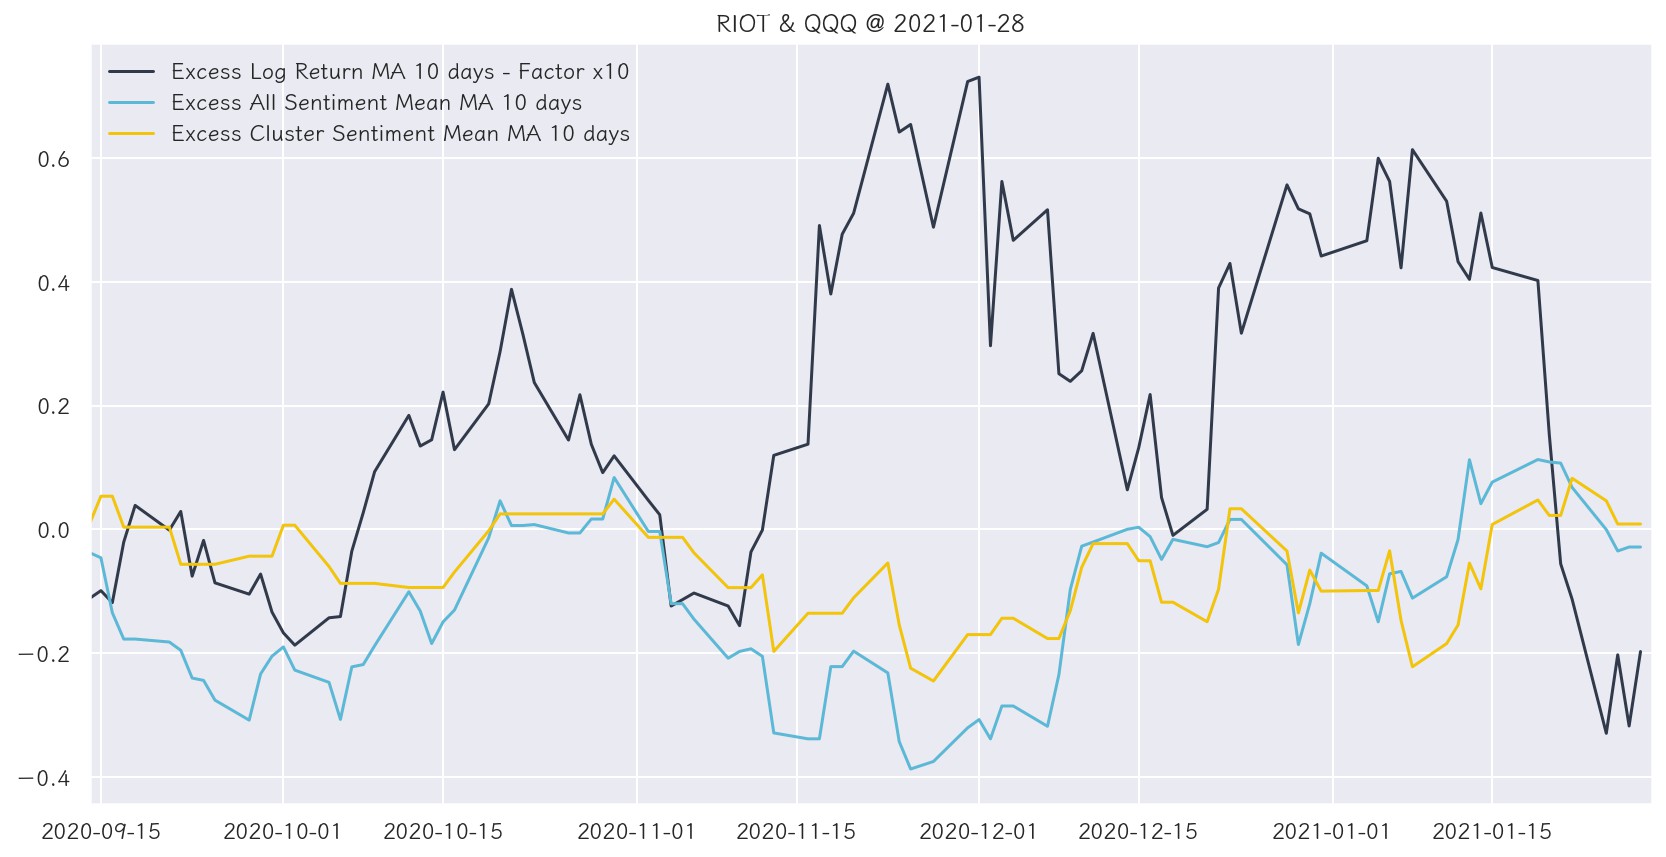 RIOT & QQQ @ 2021-01-28
Excess Log Return MA 10 days - Factor x10
Excess All Sentiment Mean MA 10 days
Excess Cluster Sentiment Mean MA 10 days
0.6
0.4
0.2
0.0
−0.2
−0.4
2020-09-15 2020-10-01 2020-10-15 2020-11-01 2020-11-15 2020-12-01 2020-12-15 2021-01-01 2021-01-15